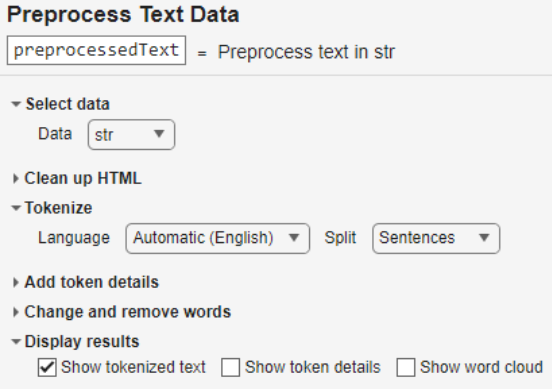 Preprocess Text Data
preprocessedText = Preprocess text in str
Select data
Data str
Clean up HTML
Tokenize
Language Automatic (English) Split Sentences
Add token details
Change and remove words
Display results
Show tokenized text Show token details Show word cloud